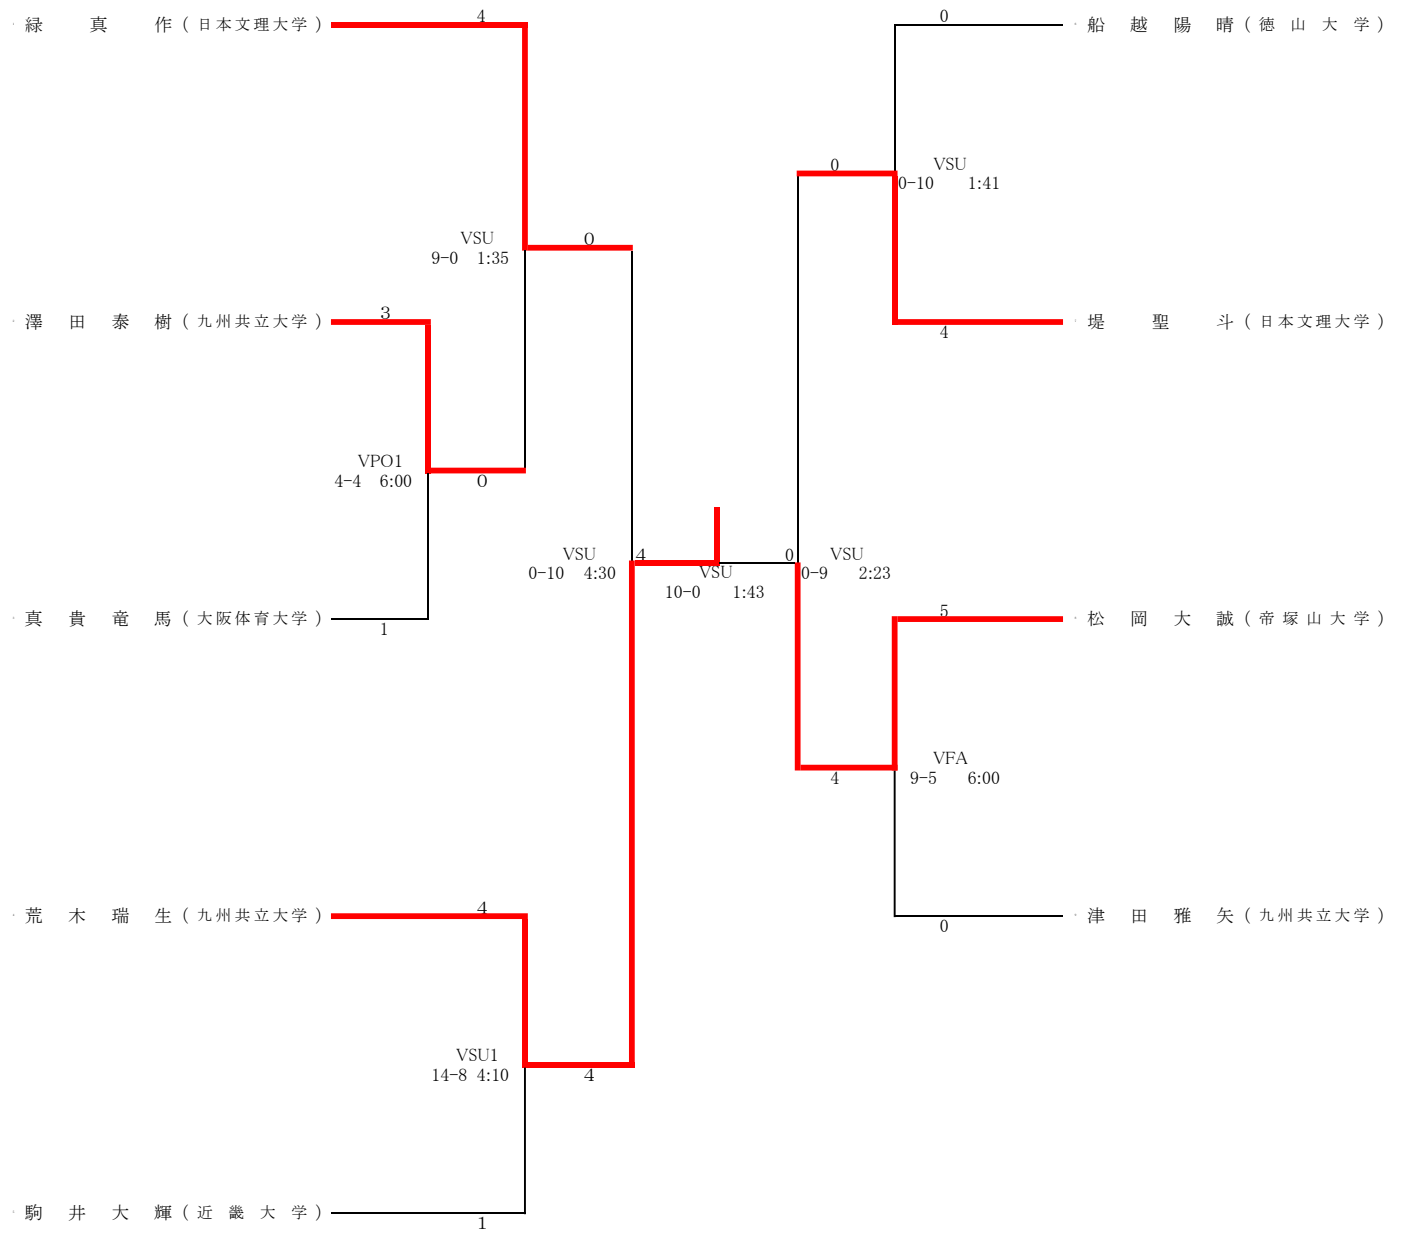 緑真作(日本文理大学)
4
0
船越陽晴(徳山大学)
0
VSU
0-10 1:41
VSU
9-0 1:35
0
澤田泰樹(九州共立大学)
3
堤聖斗(日本文理大学)
4
VPO1
4-4 6:00
0
VSU
0-10 4:30
4
VSU
10-0 1:43
0
VSU
0-9 2:23
真貴竜馬(大阪体育大学)
1
5
松岡大誠(帝塚山大学)
VFA
9-5 6:00
4
荒木瑞生(九州共立大学)
4
津田雅矢(九州共立大学)
0
VSU1
14-8 4:10
4
駒井大輝(近畿大学)
1